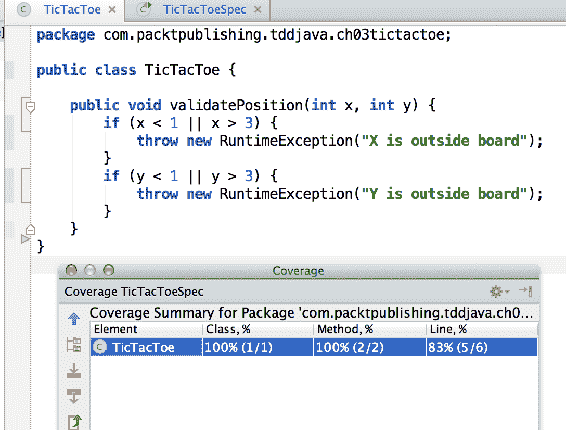 TicTacToe × TicTacToeSpec ×
package com.packtpublishing.tddjava.ch03tictactoe;
public class TicTacToe {
public void validatePosition(int x, int y) {
if (x < 1 || x > 3) {
throw new RuntimeException("X is outside board");
}
if (y < 1 || y > 3) {
throw new RuntimeException("Y is outside board");
}
}
}
Coverage
Coverage TicTacToeSpec
Coverage Summary for Package 'com.packtpublishing.tddjava.ch0...
Element Class, % Method, % Line, %
C TicTacToe 100% (1/1) 100% (2/2) 83% (5/6)